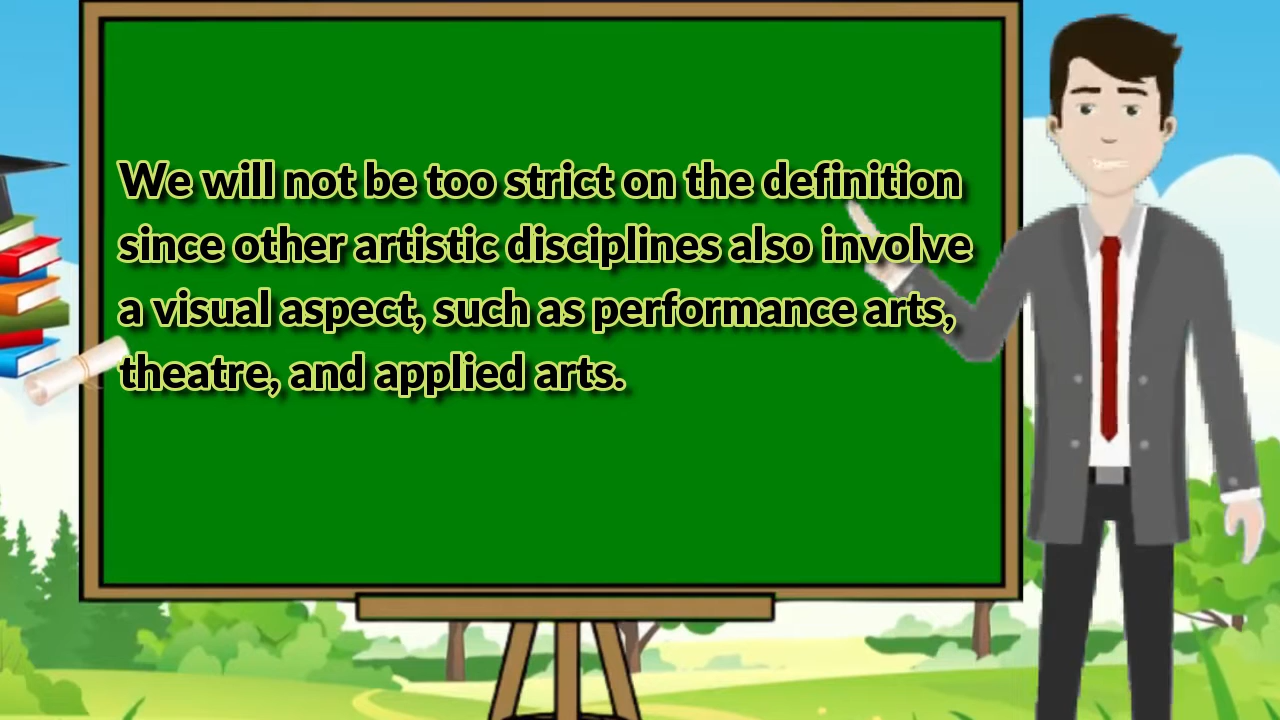 We will not be too strict on the definition
since other artistic disciplines also involve
a visual aspect, such as performance arts,
theatre, and applied arts.